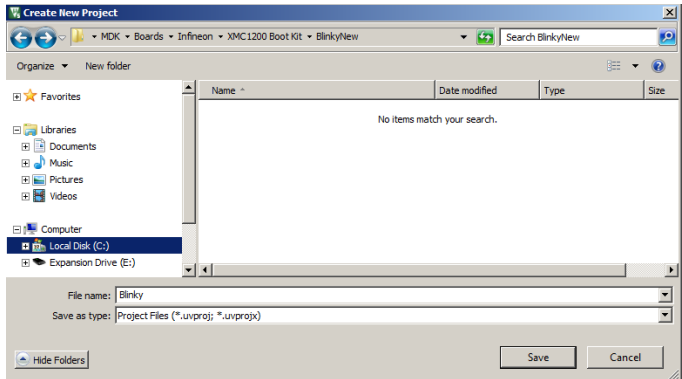 Create New Project
MDK Boards Infineon XMC1200 Boot Kit BlinkyNew
Search BlinkyNew
Organize New folder
Name Date modified Type Size
Favorites
No items match your search.
Libraries
Documents
Music
Pictures
Videos
Computer
Local Disk (C:)
Expansion Drive (E:)
File name: Blinky
Save as type: Project Files (*.uvproj; *.uvprojx)
Hide Folders Save Cancel